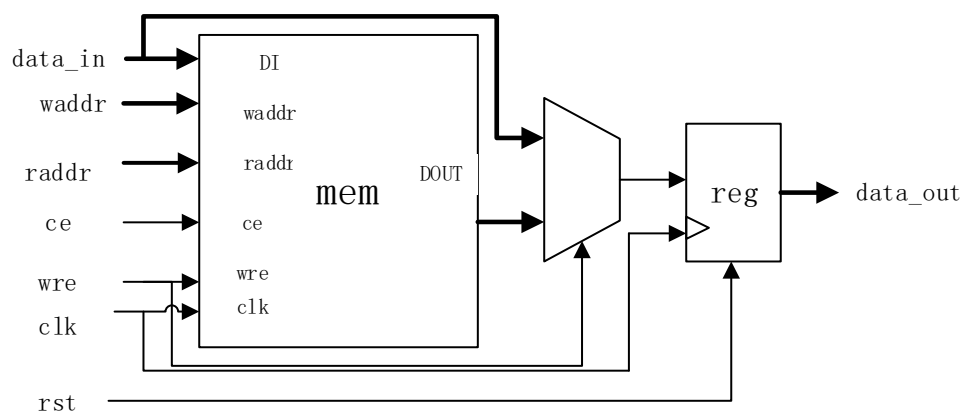 data_in
waddr
raddr
ce
wre
clk
rst
DI
waddr
raddr
ce
wre
clk
mem
DOUT
reg
data_out